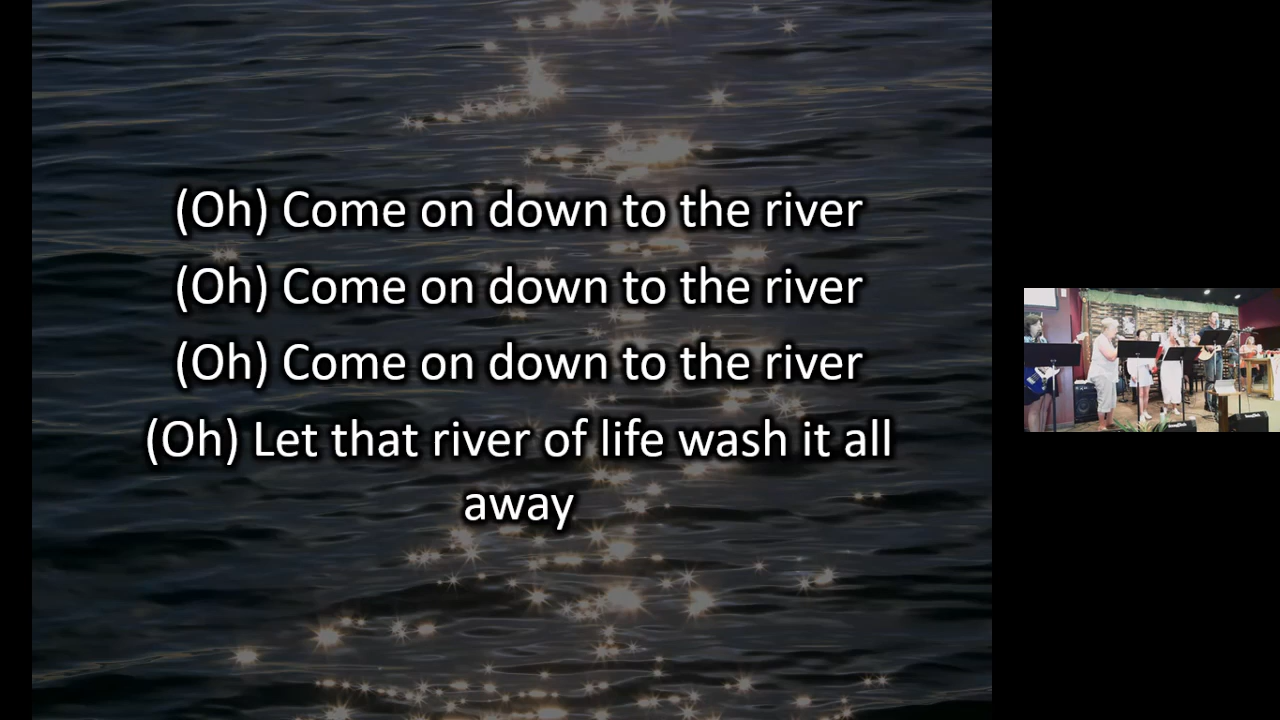 (Oh) Come on down to the river
(Oh) Come on down to the river
(Oh) Come on down to the river
(Oh) Let that river of life wash it all
away